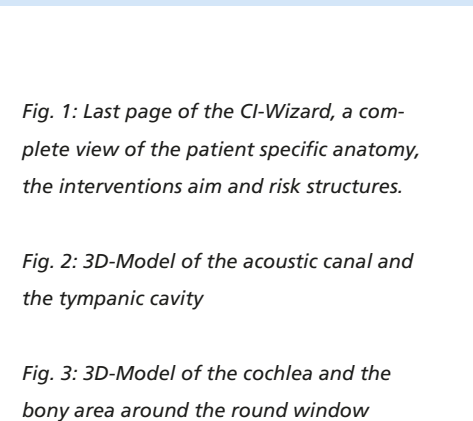 Fig. 1: Last page of the CI-Wizard, a com-
plete view of the patient specific anatomy,
the interventions aim and risk structures.
Fig. 2: 3D-Model of the acoustic canal and
the tympanic cavity
Fig. 3: 3D-Model of the cochlea and the
bony area around the round window